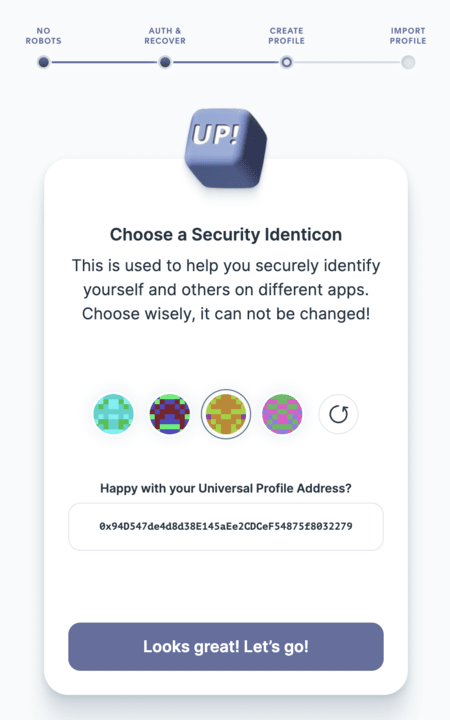 NO
ROBOTS
AUTH &
RECOVER
CREATE
PROFILE
IMPORT
PROFILE
UP!
Choose a Security Identicon
This is used to help you securely identify
yourself and others on different apps.
Choose wisely, it can not be changed!
Happy with your Universal Profile Address?
0x94D547de4d8d38E145aEe2CDCeF54875f8032279
Looks great! Let’s go!